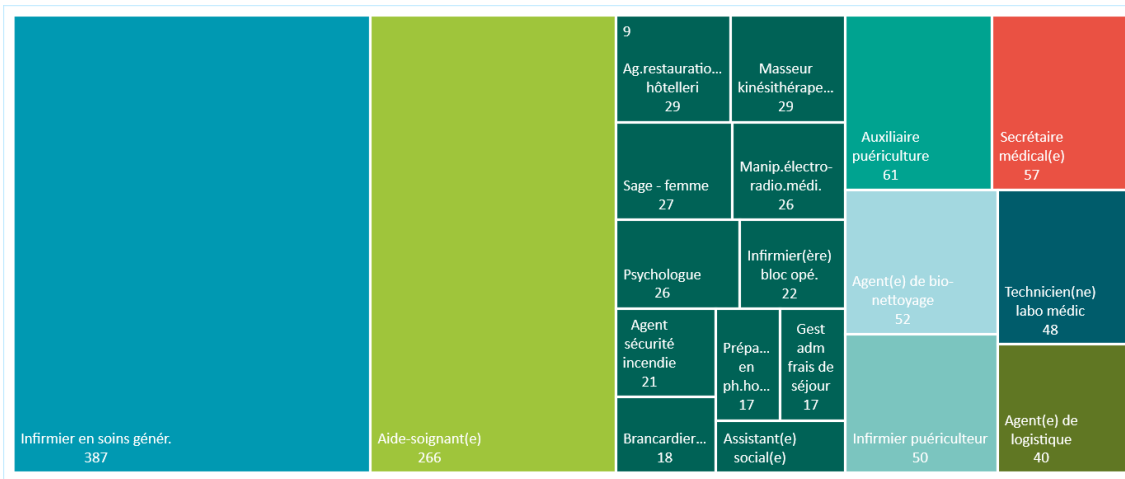 Infirmier en soins génér.
387
Aide-soignant(e)
266
9
Ag.restauratio...
hôtelleri
29
Masseur
kinésithérape...
29
Sage - femme
27
Manip.électro-
radio.médi.
26
Psychologue
26
Infirmier(ère)
bloc opé.
22
Agent
sécurité
incendie
21
Prépa...
en
ph.ho...
17
Gest
adm
frais de
séjour
17
Brancardier...
18
Assistant(e)
social(e)
Auxiliaire
puériculture
61
Secrétaire
médical(e)
57
Agent(e) de bio-
nettoyage
52
Technicien(ne)
labo médic
48
Infirmier puériculteur
50
Agent(e) de
logistique
40